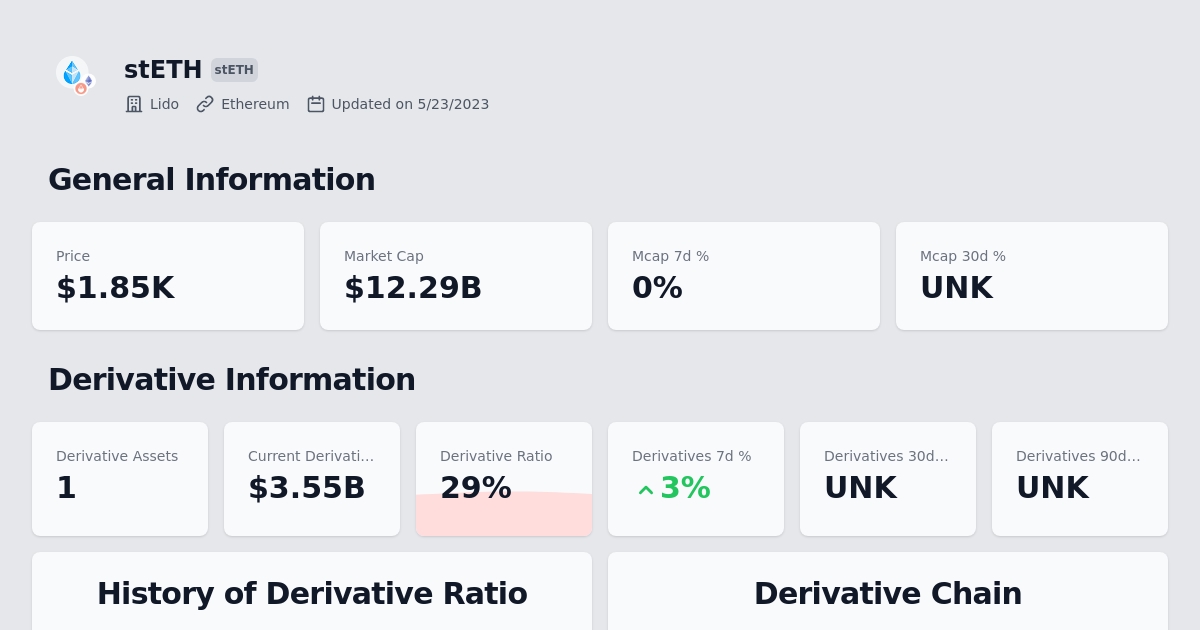 stETH stETH
Lido Ethereum Updated on 5/23/2023
General Information
Price Market Cap Mcap 7d % Mcap 30d %
$1.85K $12.29B 0% UNK
Derivative Information
Derivative Assets Current Derivati... Derivative Ratio Derivatives 7d % Derivatives 30d... Derivatives 90d...
1 $3.55B 29% 3% UNK UNK
History of Derivative Ratio Derivative Chain